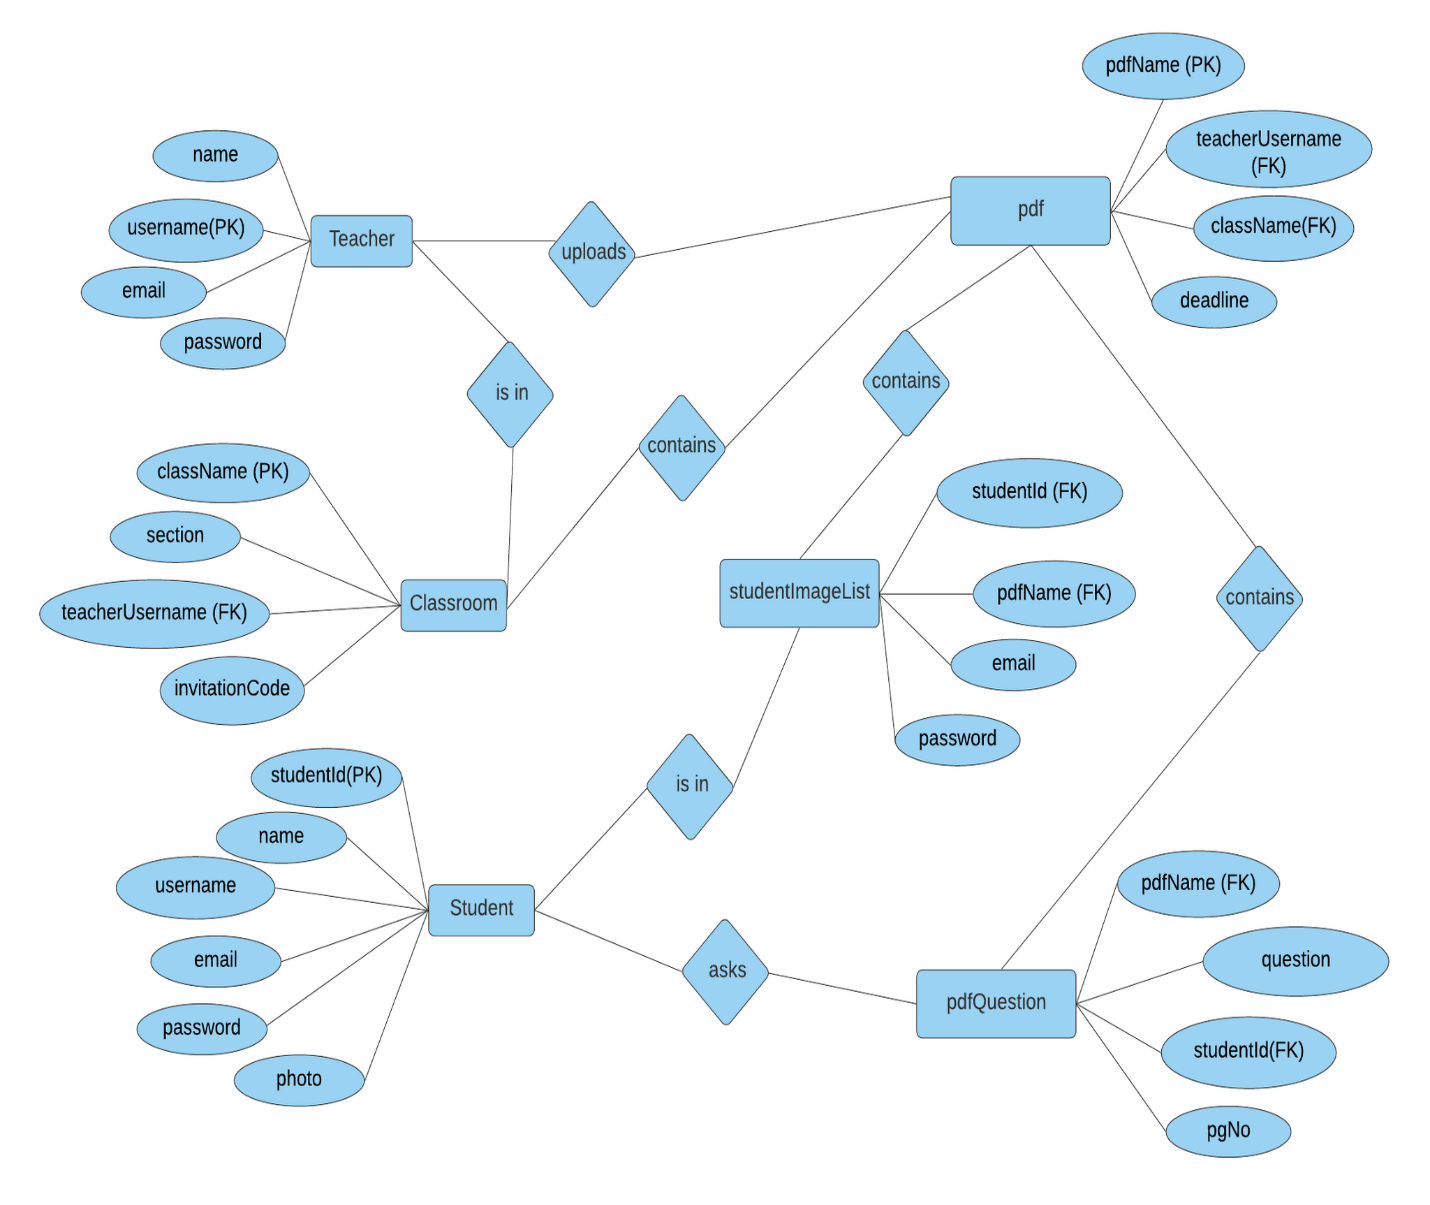 pdfName (PK)
teacherUsername
(FK)
className(FK)
deadline
pdf
name
username(PK)
email
password
Teacher
uploads
is in
contains
contains
className (PK)
section
teacherUsername (FK)
invitationCode
Classroom
studentImageList
studentId (FK)
pdfName (FK)
email
password
contains
is in
studentId(PK)
name
username
email
password
photo
Student
asks
pdfQuestion
pdfName (FK)
question
studentId(FK)
pgNo